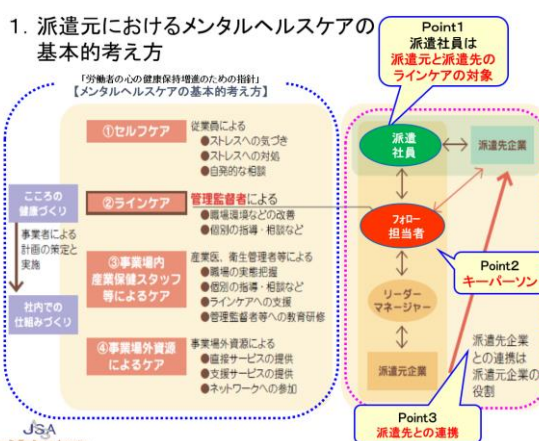 1. 派遣元におけるメンタルヘルスケアの
基本的考え方
Point1
派遣社員は
派遣元と派遣先の
ラインケアの対象
「労働者の心の健康保持増進のための指針」
【メンタルヘルスケアの基本的考え方】
こころの
健康づくり
事業者による
計画の策定と
実施
社内での
仕組みづくり
①セルフケア
従業員による
●ストレスへの気づき
●ストレスへの対処
●自発的な相談
②ラインケア
管理監督者による
●職場環境などの改善
●個別の指導・相談など
③事業場内
産業保健スタッフ
等によるケア
産業医、衛生管理者等による
●職場の実態把握
●個別の指導・相談など
●ラインケアへの支援
●管理監督者等への教育研修
④事業場外資源
によるケア
事業場外資源による
●直接サービスの提供
●支援サービスの提供
●ネットワークへの参加
派遣
社員
派遣先企業
フォロー
担当者
Point2
キーパーソン
リーダー
マネージャー
派遣元企業
派遣先企業
との連携は
派遣元企業の
役割
Point3
派遣先との連携
JSGA